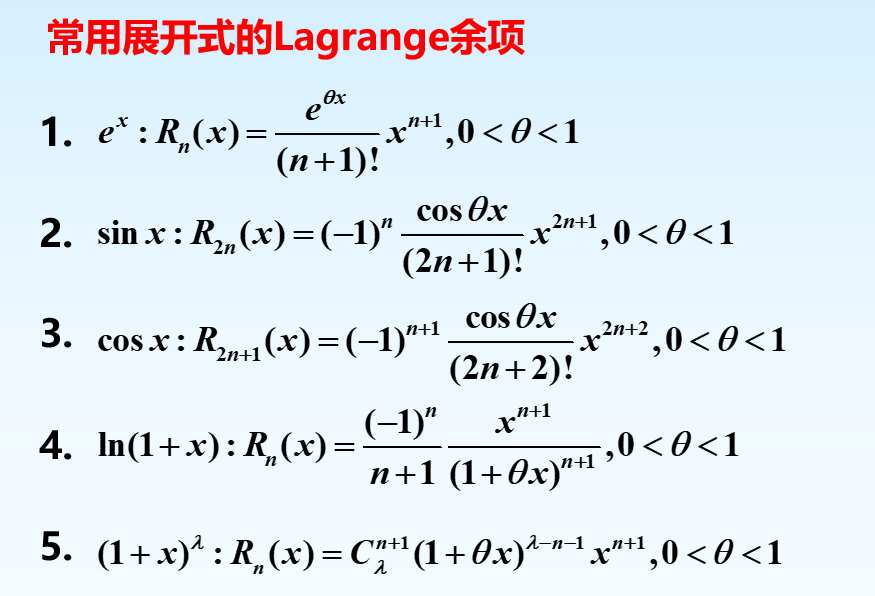 常用展开式的Lagrange余项
1. $e^{x} : R_{n}(x) = \frac{e^{\theta x}}{(n+1)!} x^{n+1}, 0 < \theta < 1$
2. $\sin x : R_{2n}(x) = (-1)^{n} \frac{\cos \theta x}{(2n+1)!} x^{2n+1}, 0 < \theta < 1$
3. $\cos x : R_{2n+1}(x) = (-1)^{n+1} \frac{\cos \theta x}{(2n+2)!} x^{2n+2}, 0 < \theta < 1$
4. $\ln(1+x) : R_{n}(x) = \frac{(-1)^{n}}{n+1} \frac{x^{n+1}}{(1+\theta x)^{n+1}}, 0 < \theta < 1$
5. $(1+x)^{\lambda} : R_{n}(x) = C_{\lambda}^{n+1} (1+\theta x)^{\lambda-n-1} x^{n+1}, 0 < \theta < 1$